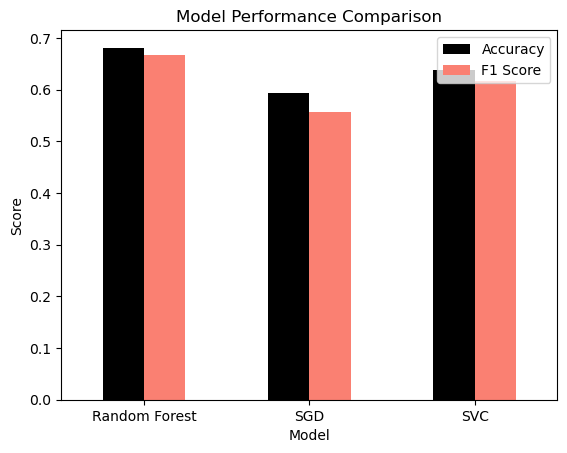 Model Performance Comparison
Accuracy
F1 Score
0.7
0.6
0.5
0.4
0.3
0.2
0.1
0.0
Score
Random Forest
SGD
SVC
Model